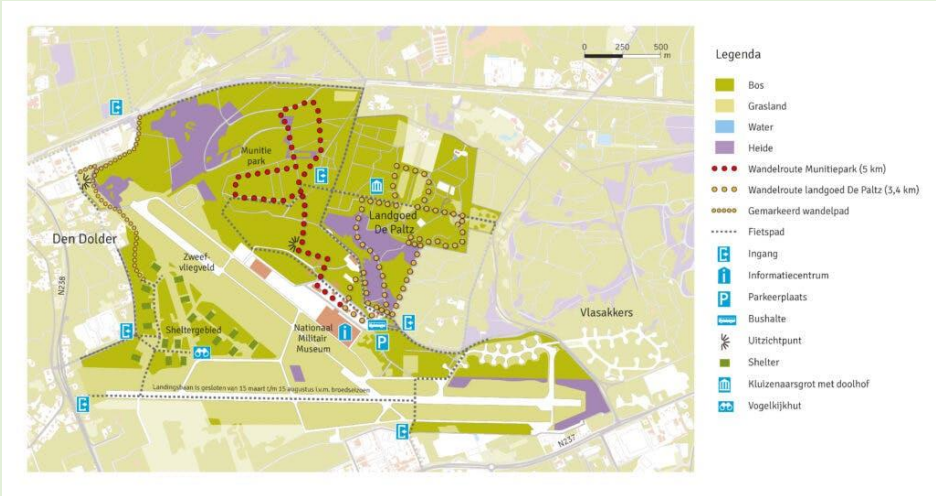 0 250 500
m
Munitie
park
Landgoed
De Paltz
Den Dolder
Zweef
vliegveld
N238
Vlasakkers
Sheltergebied
Nationaal
Militair
Museum
Landingsbaan is gesloten van 15 maart t/m 15 augustus i.v.m. broedseizoen
N237
Legenda
Bos
Grasland
Water
Heide
Wandelroute Munitiepark (5 km)
Wandelroute landgoed De Paltz (3,4 km)
Gemarkeerd wandelpad
Fietspad
Ingang
i Informatiecentrum
P Parkeerplaats
Bushalte
Uitzichtpunt
Shelter
Kluizenaarsgrot met doolhof
Vogelkijkhut